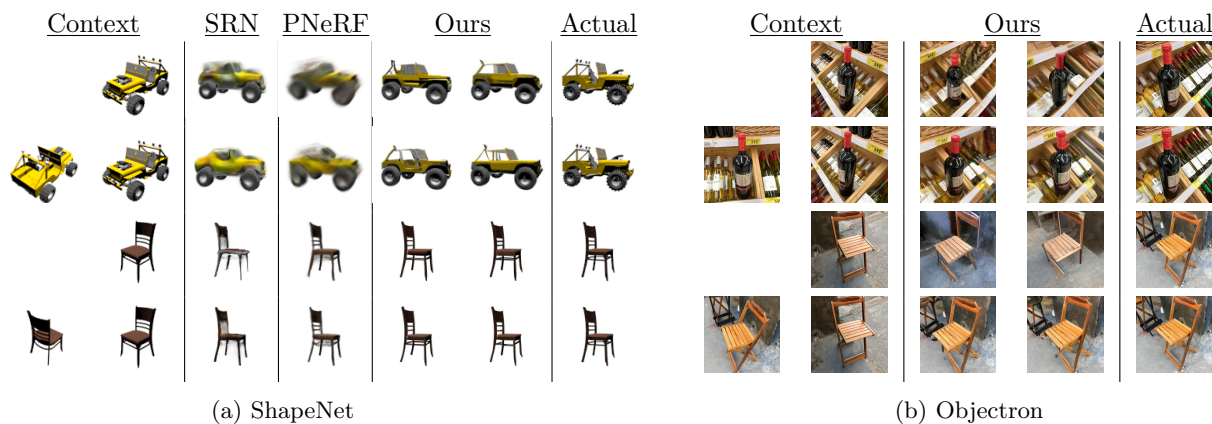 Context SRN PNeRF Ours Actual
Context Ours Actual
(a) ShapeNet
(b) Objectron